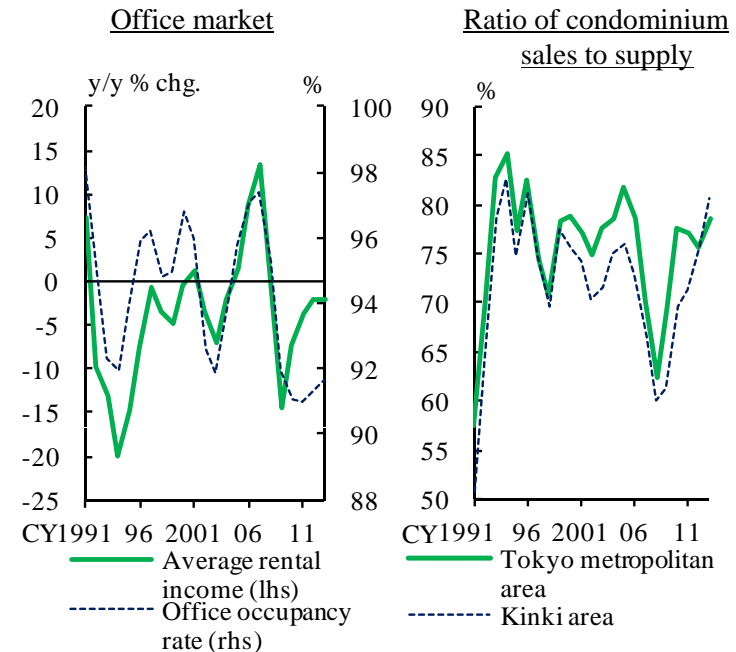 Office market
y/y % chg.
%
20
15
10
5
0
-5
-10
-15
-20
-25
100
98
96
94
92
90
88
CY1991 96 2001 06 11
Average rental
income (lhs)
Office occupancy
rate (rhs)
Ratio of condominium
sales to supply
%
90
85
80
75
70
65
60
55
50
CY1991 96 2001 06 11
Tokyo metropolitan
area
Kinki area